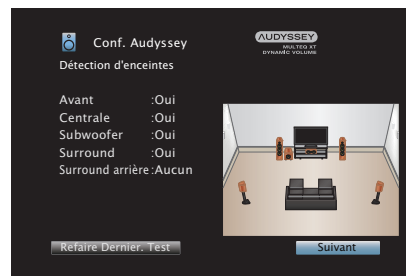 Conf. Audyssey
AUDYSSEY
MULTEQ XT
DYNAMIC VOLUME
Détection d'enceintes
Avant :Oui
Centrale :Oui
Subwoofer :Oui
Surround :Oui
Surround arrière :Aucun
Refaire Dernier. Test
Suivant